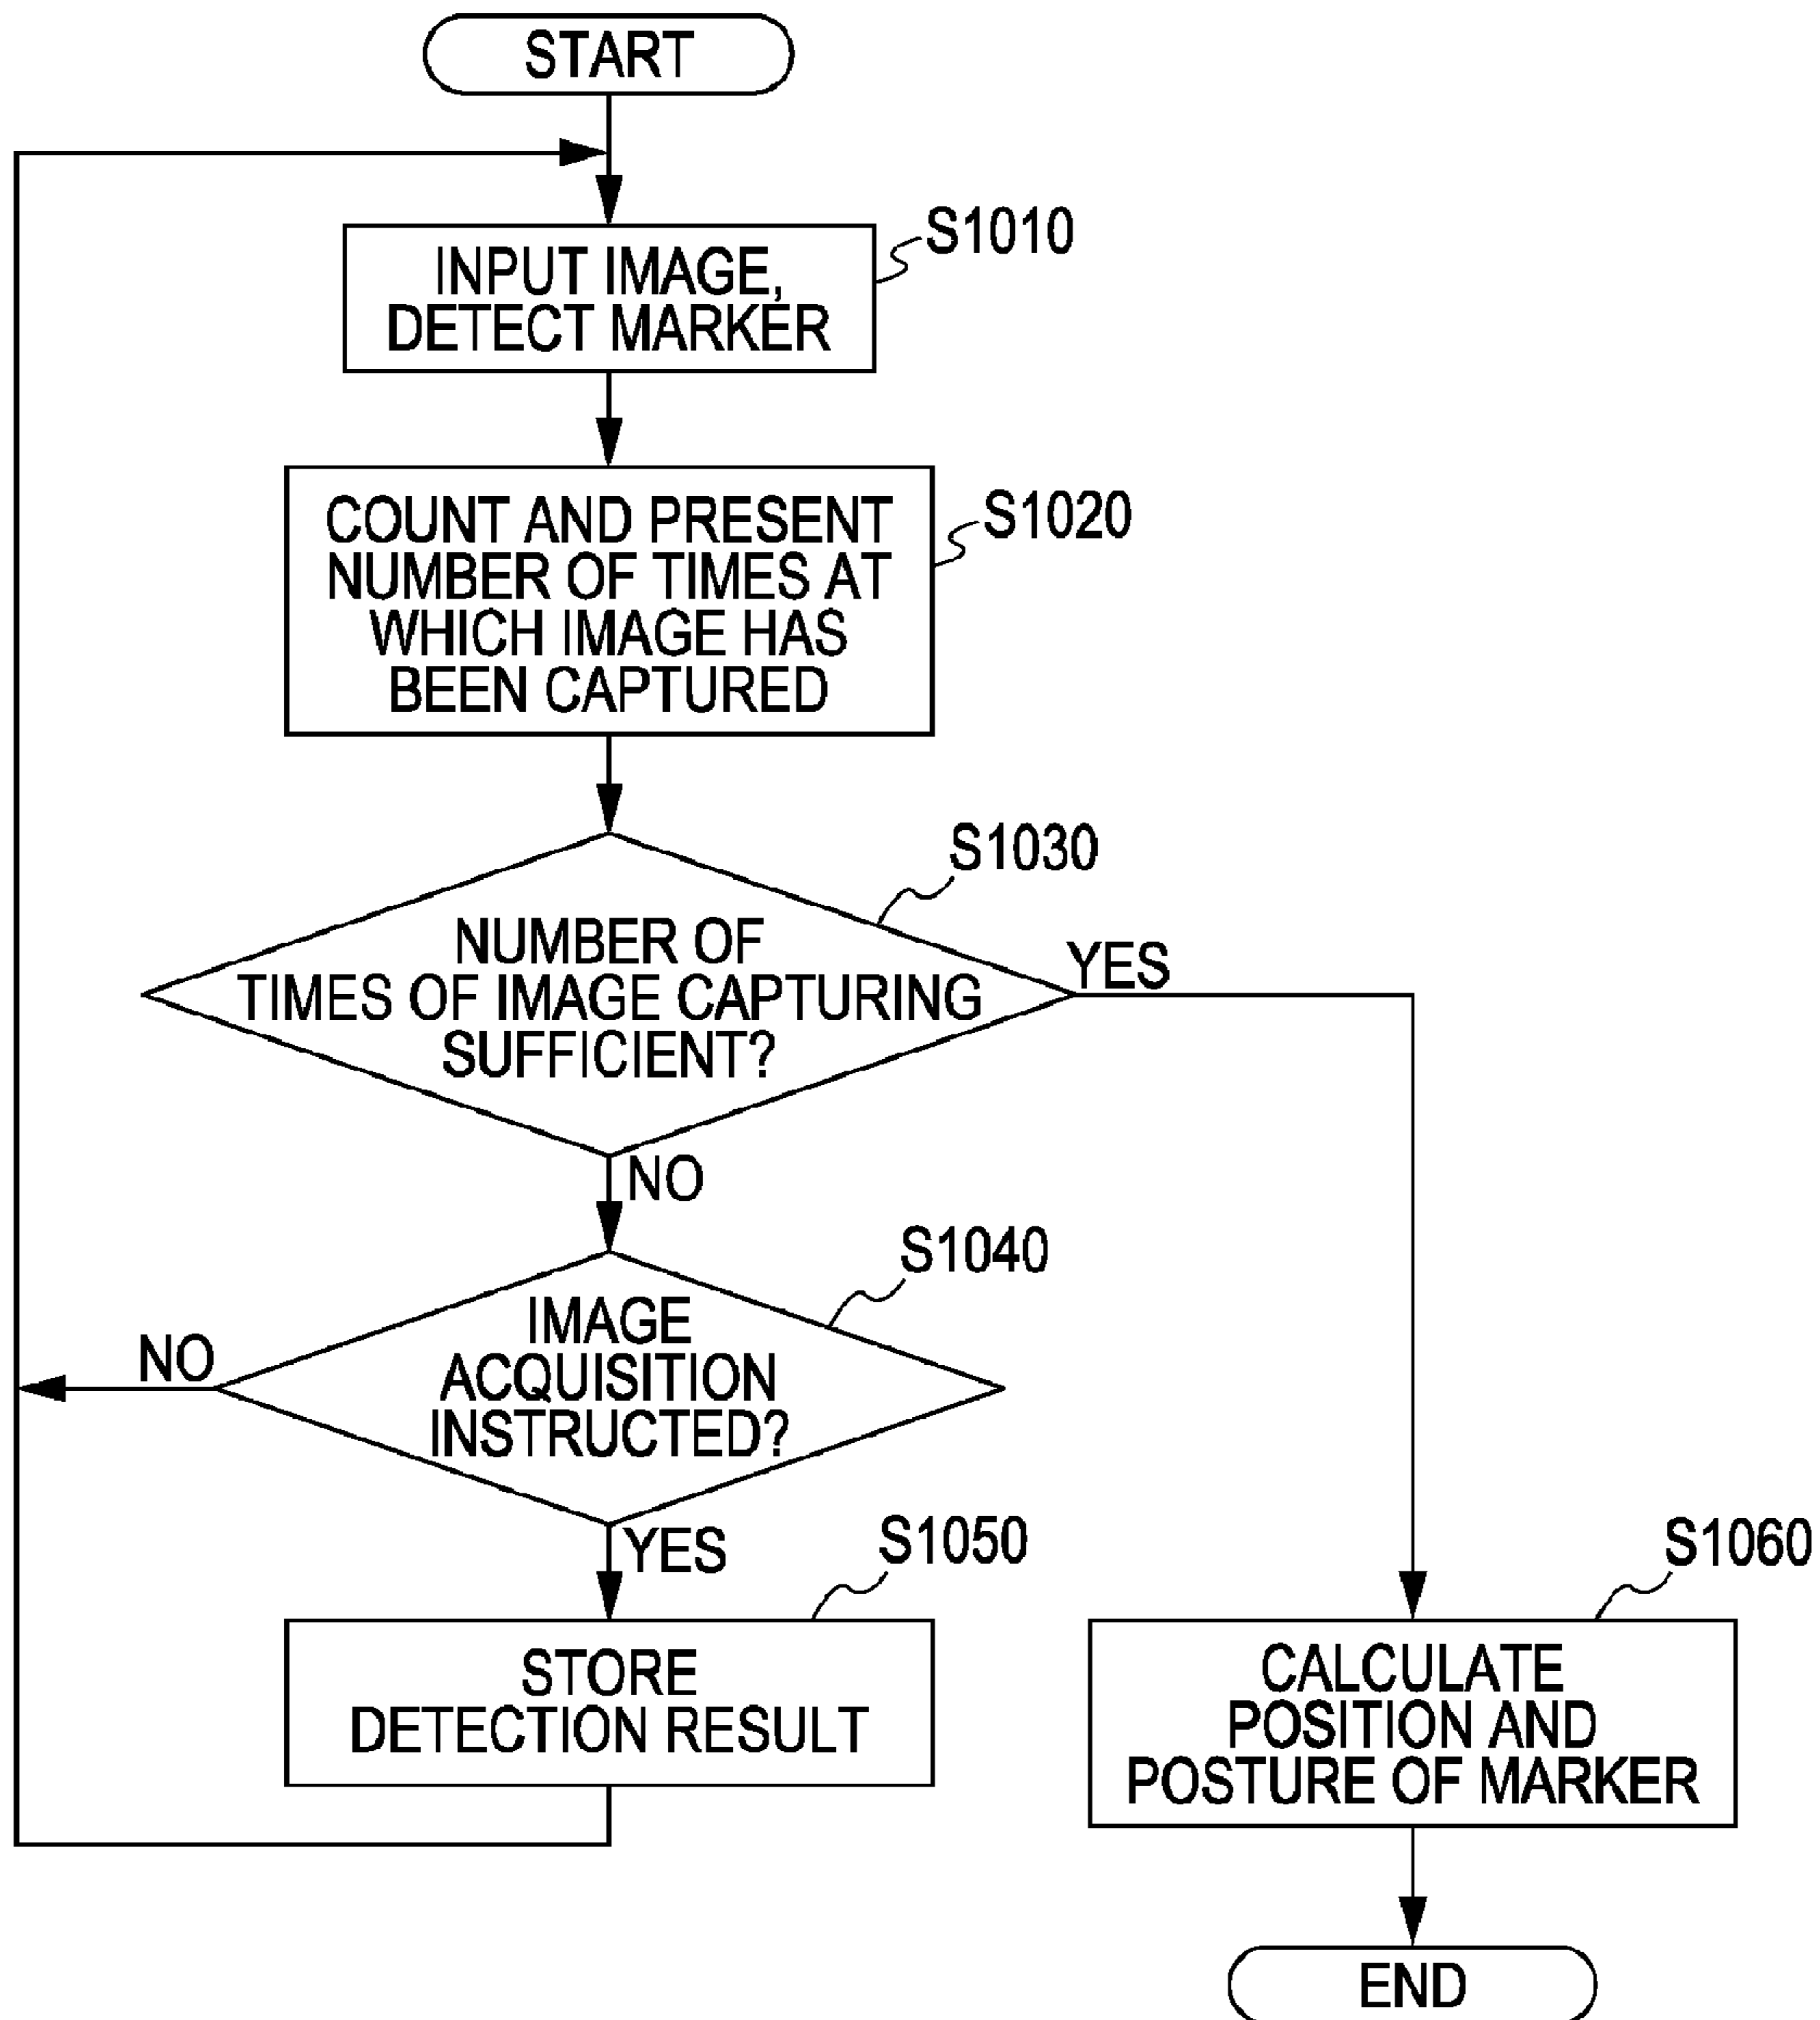 START
S1010
INPUT IMAGE,
DETECT MARKER
S1020
COUNT AND PRESENT
NUMBER OF TIMES AT
WHICH IMAGE HAS
BEEN CAPTURED
S1030
NUMBER OF
TIMES OF IMAGE CAPTURING
SUFFICIENT?
YES
NO
S1040
IMAGE
ACQUISITION
INSTRUCTED?
NO
YES
S1050
STORE
DETECTION RESULT
S1060
CALCULATE
POSITION AND
POSTURE OF MARKER
END